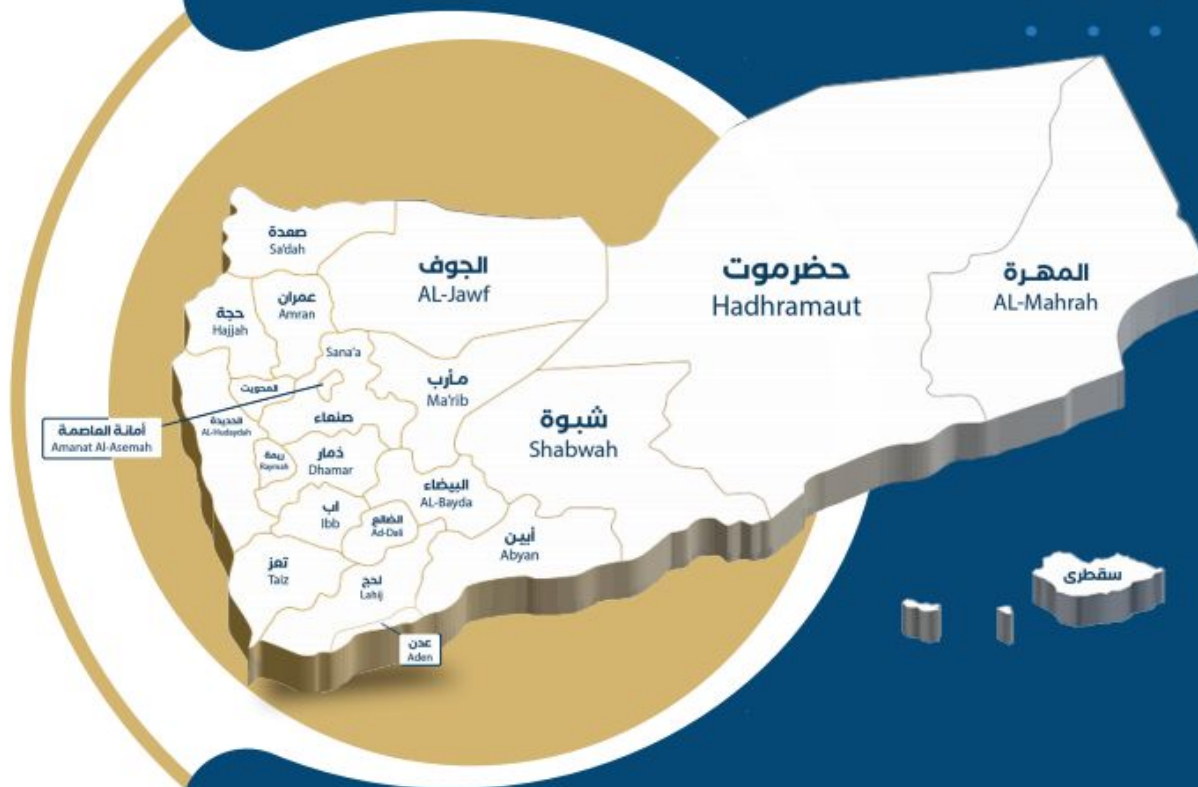 صعدة
Sa'dah
الجوف
AL-Jawf
حضرموت
Hadhramaut
المهرة
AL-Mahrah
عمران
Amran
حجة
Hajjah
Sana'a
صنعاء
مأرب
Ma'rib
المحويت
أمانة العاصمة
Amanat Al-Asemah
الحديدة
AL-Hudaydah
شبوة
Shabwah
ريمة
Raymah
ذمار
Dhamar
البيضاء
AL-Bayda
اب
Ibb
الضالع
Ad-Dali
أبين
Abyan
تعز
Taiz
لحج
Lahij
عدن
Aden
سقطرى